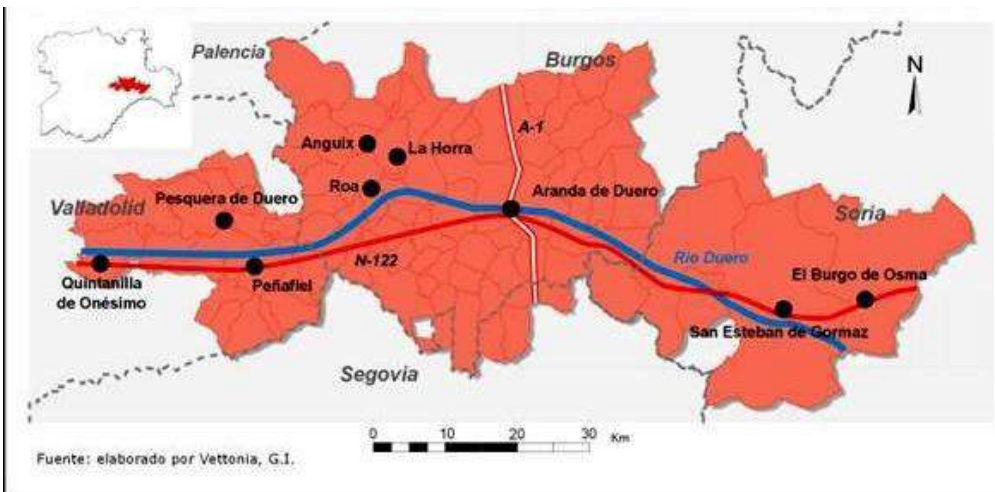 Palencia
Burgos
N
A-1
Anguix
La Horra
Roa
Aranda de Duero
Pesquera de Duero
Valladolid
Soria
Rio Duero
N-122
El Burgo de Osma
Quintanilla
de Onésimo
Peñafiel
San Esteban de Gormaz
Segovia
0 10 20 30 Km
Fuente: elaborado por Vettonia, G.I.